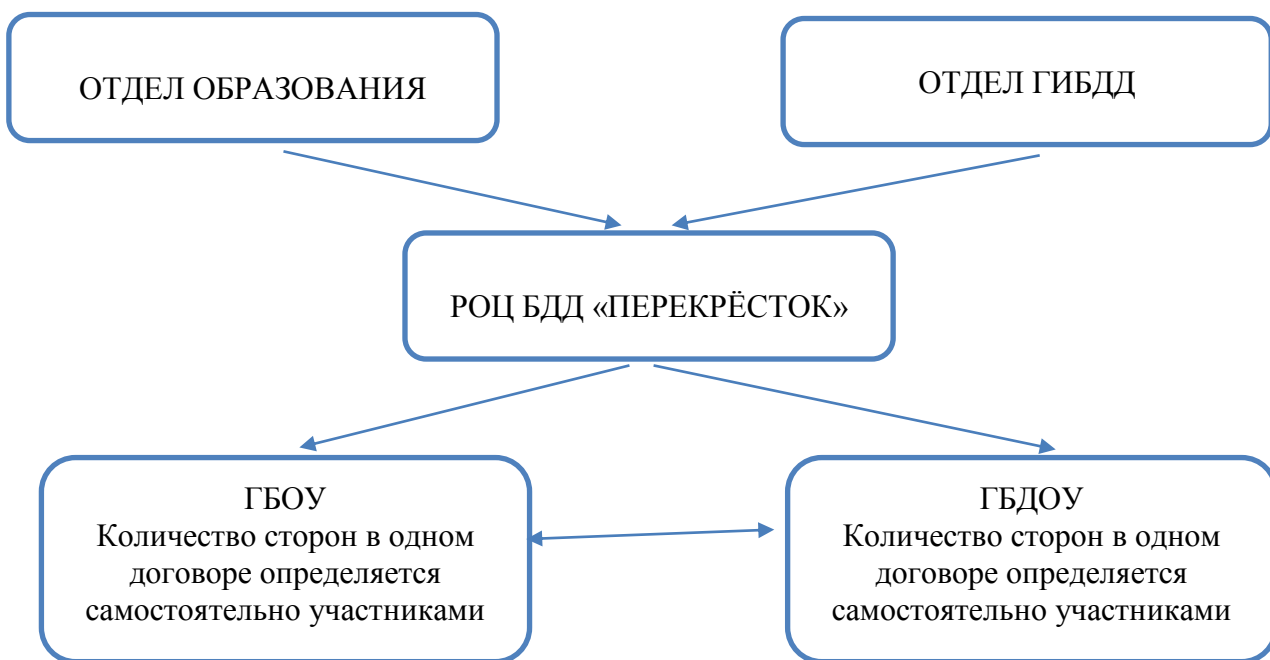 ОТДЕЛ ОБРАЗОВАНИЯ
ОТДЕЛ ГИБДД
РОЦ БДД «ПЕРЕКРЁСТОК»
ГБОУ
Количество сторон в одном
договоре определяется
самостоятельно участниками
ГБДОУ
Количество сторон в одном
договоре определяется
самостоятельно участниками